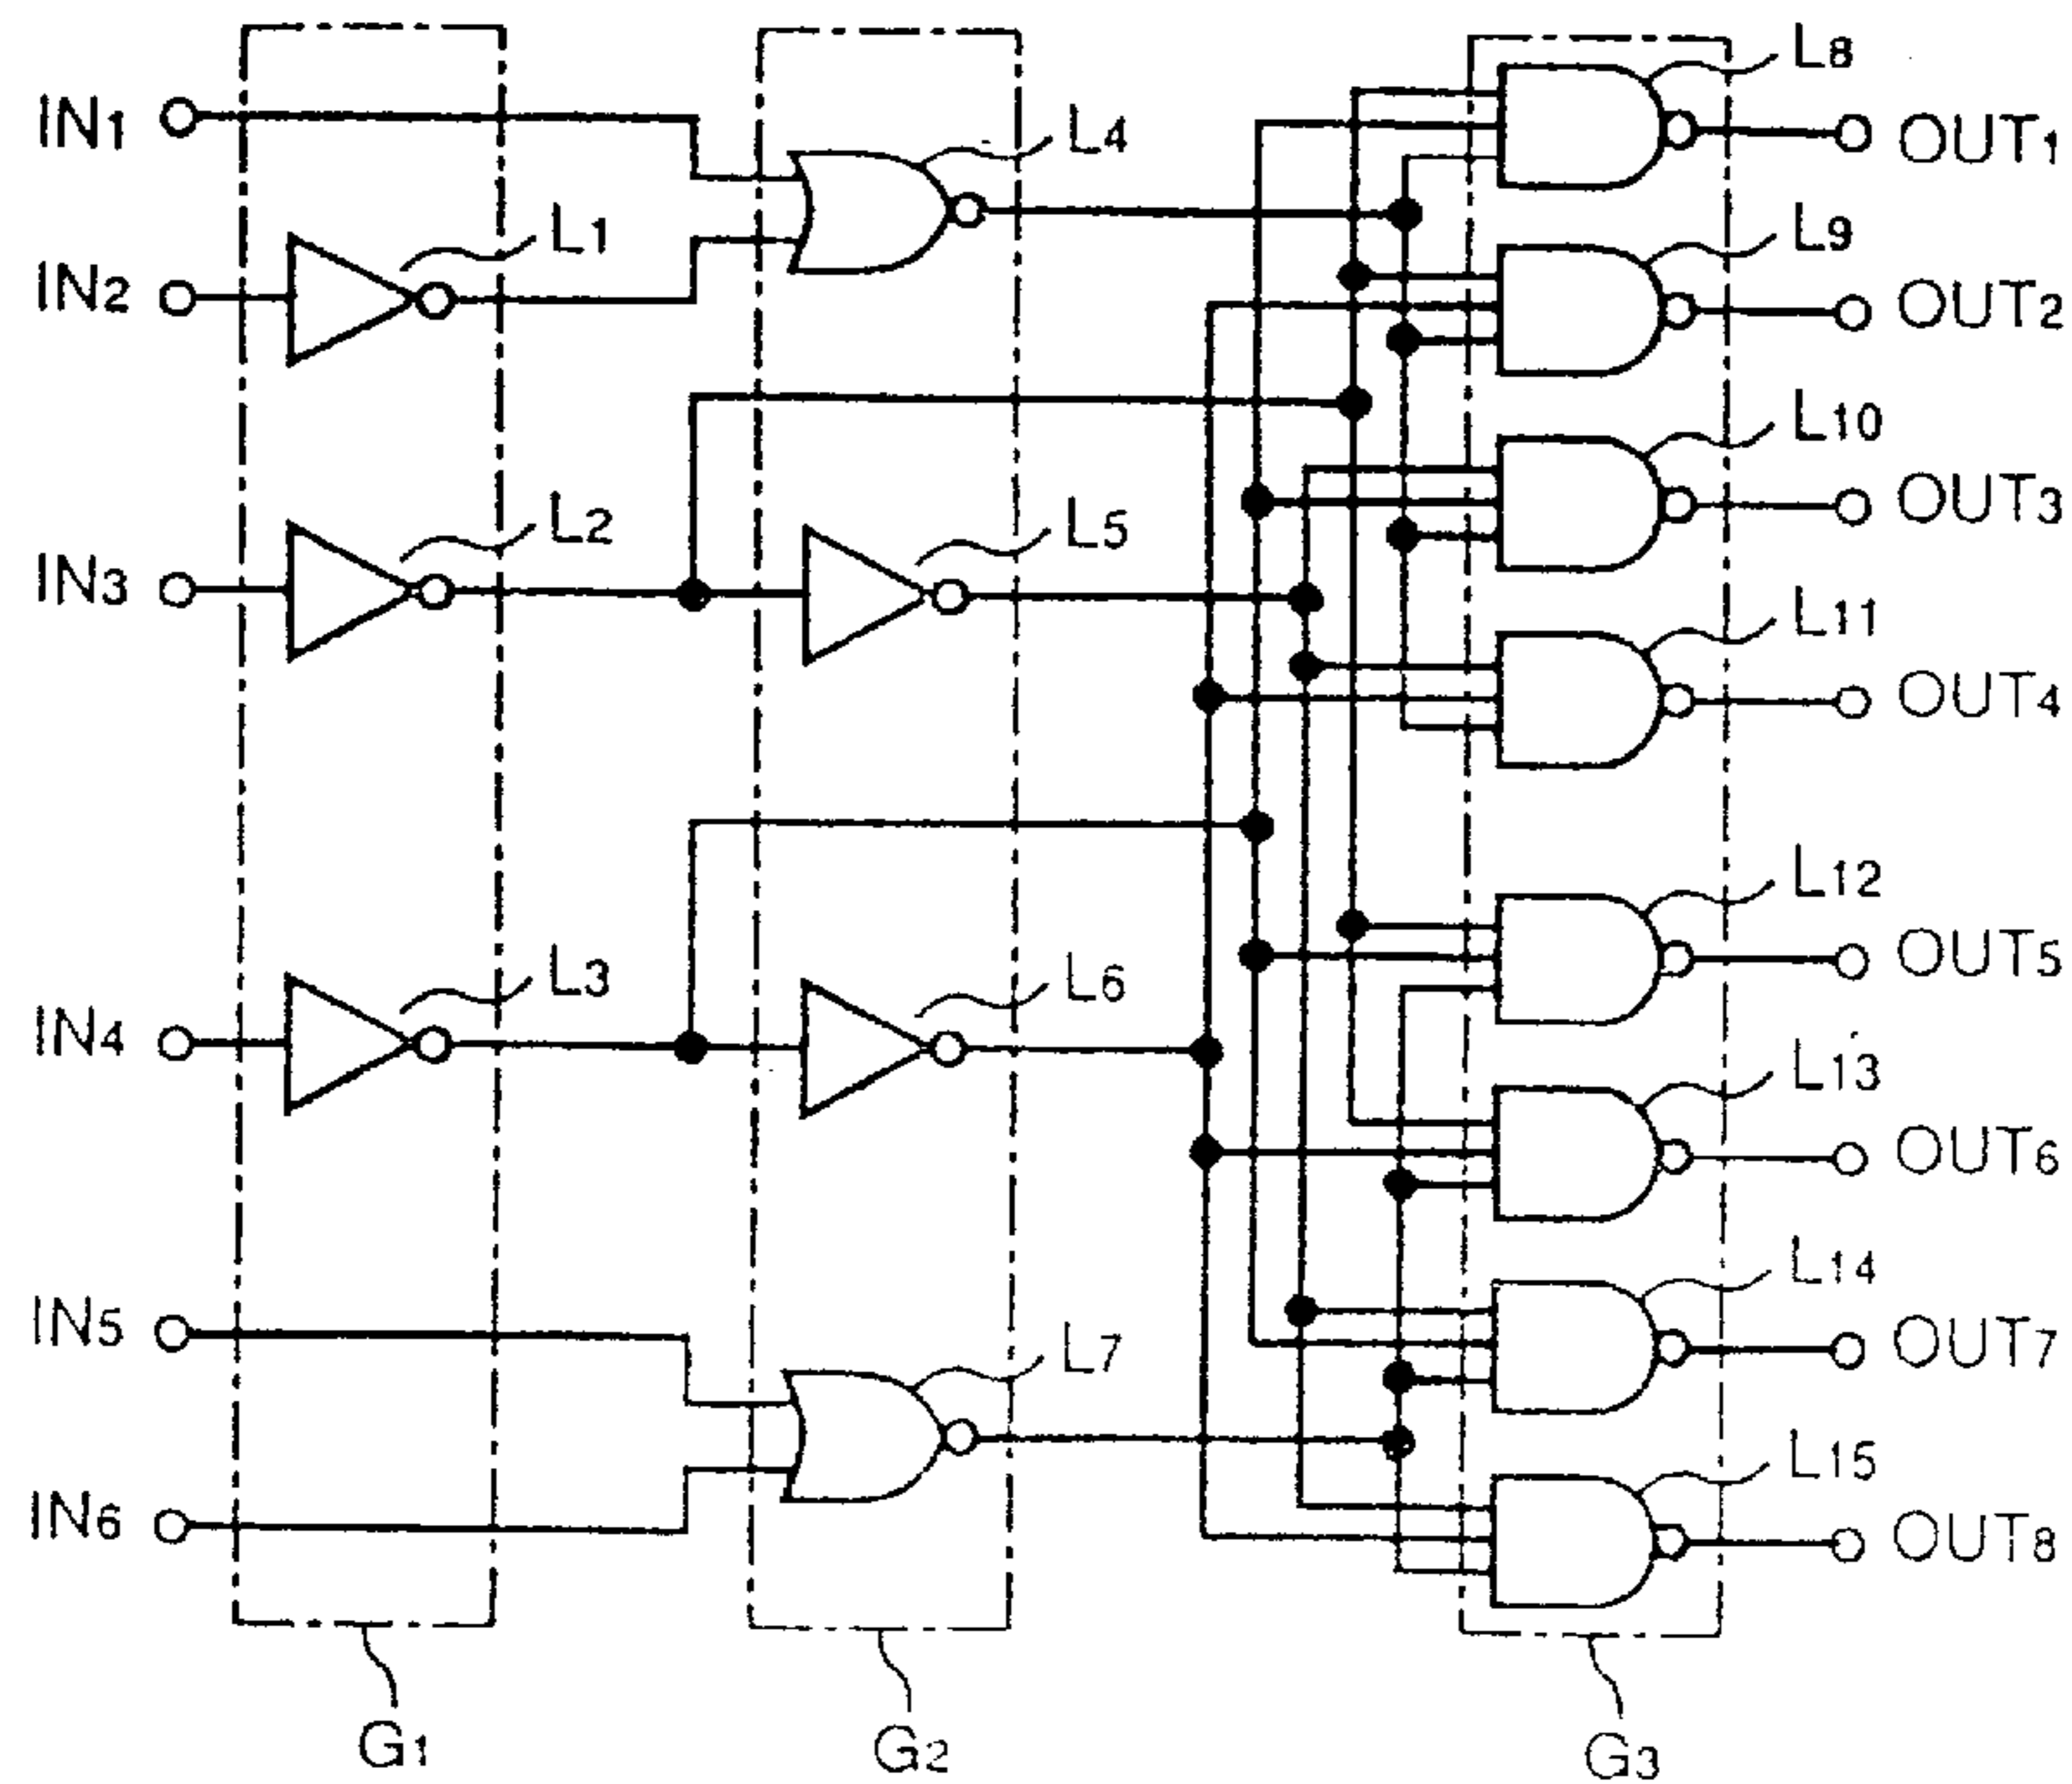 IN1
IN2
IN3
IN4
IN5
IN6
L1
L2
L3
L4
L5
L6
L7
L8
L9
L10
L11
L12
L13
L14
L15
OUT1
OUT2
OUT3
OUT4
OUT5
OUT6
OUT7
OUT8
G1
G2
G3